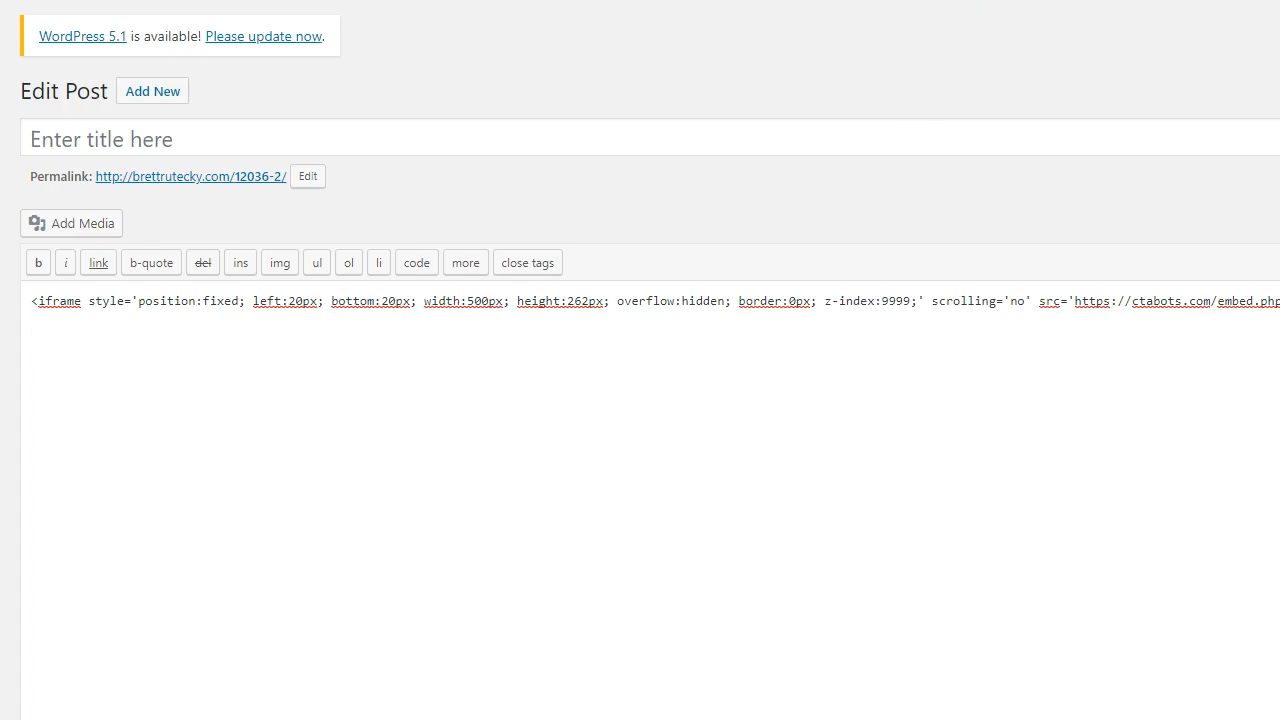 WordPress 5.1 is available! Please update now.
Edit Post Add New
Enter title here
Permalink: http://brettrutecky.com/12036-2/ Edit
Add Media
b i link b-quote del ins img ul ol li code more close tags
<iframe style='position:fixed; left:20px; bottom:20px; width:500px; height:262px; overflow:hidden; border:0px; z-index:9999;' scrolling='no' src='https://ctabots.com/embed.php